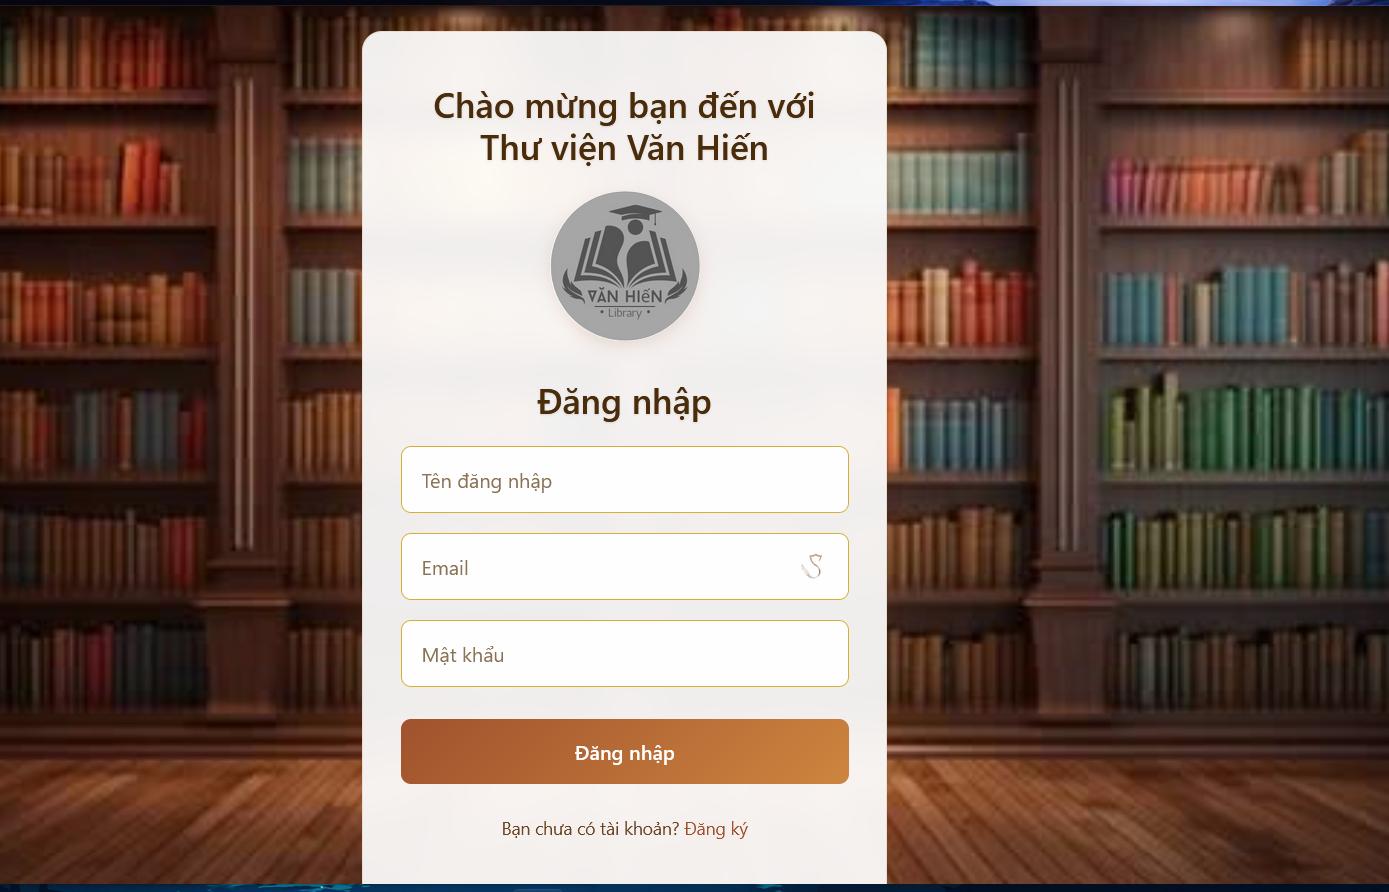 Chào mừng bạn đến với
Thư viện Văn Hiến
VĂN HIẾN
• Library •
Đăng nhập
Tên đăng nhập
Email
Mật khẩu
Đăng nhập
Bạn chưa có tài khoản? Đăng ký